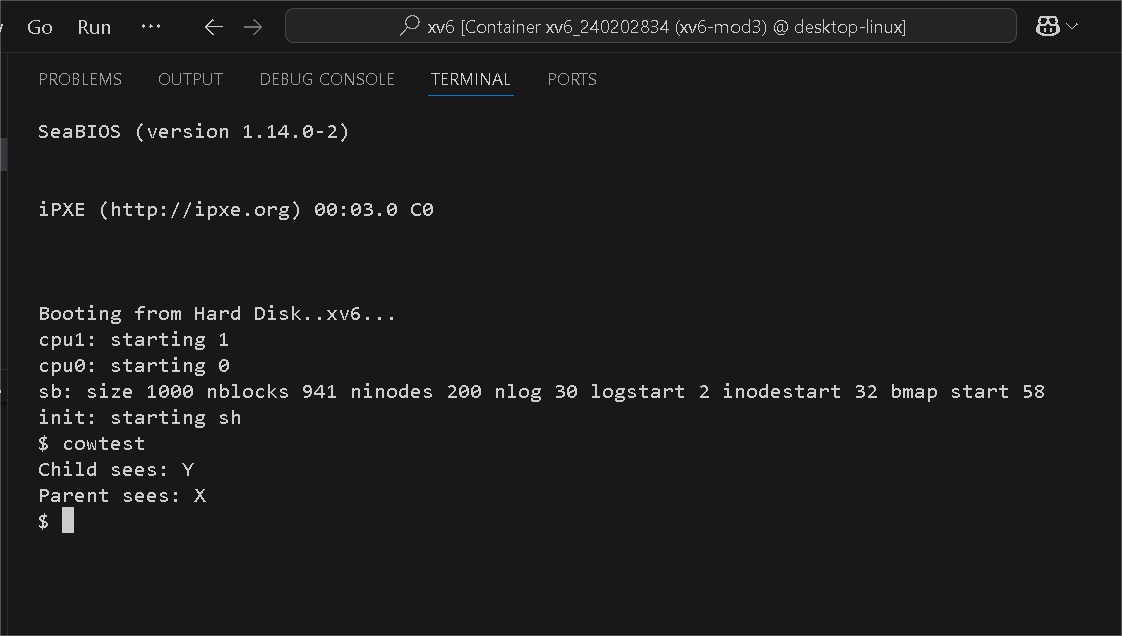 Go Run ...
xv6 [Container xv6_240202834 (xv6-mod3) @ desktop-linux]
PROBLEMS OUTPUT DEBUG CONSOLE TERMINAL PORTS
SeaBIOS (version 1.14.0-2)
iPXE (http://ipxe.org) 00:03.0 C0
Booting from Hard Disk..xv6...
cpu1: starting 1
cpu0: starting 0
sb: size 1000 nblocks 941 ninodes 200 nlog 30 logstart 2 inodestart 32 bmap start 58
init: starting sh
$ cowtest
Child sees: Y
Parent sees: X
$